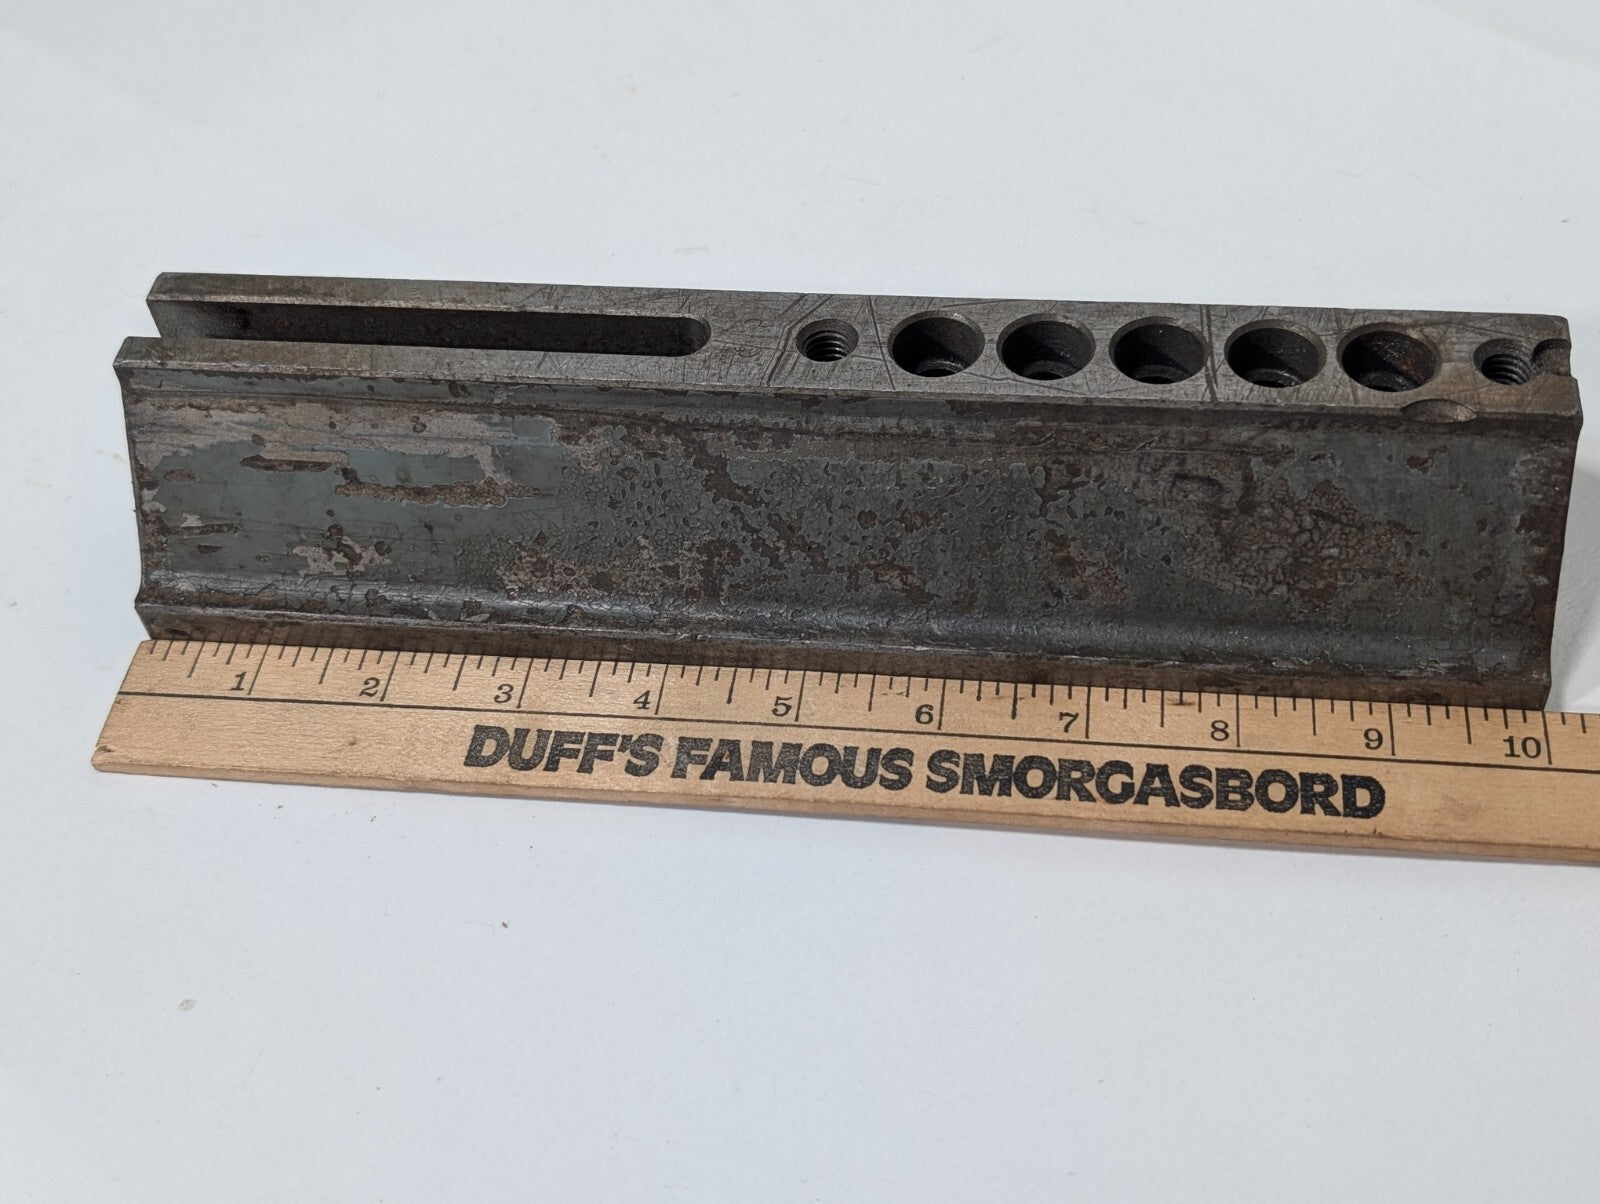 1 2 3 4 5 6 7 8 9 10
DUFF'S FAMOUS SMORGASBORD